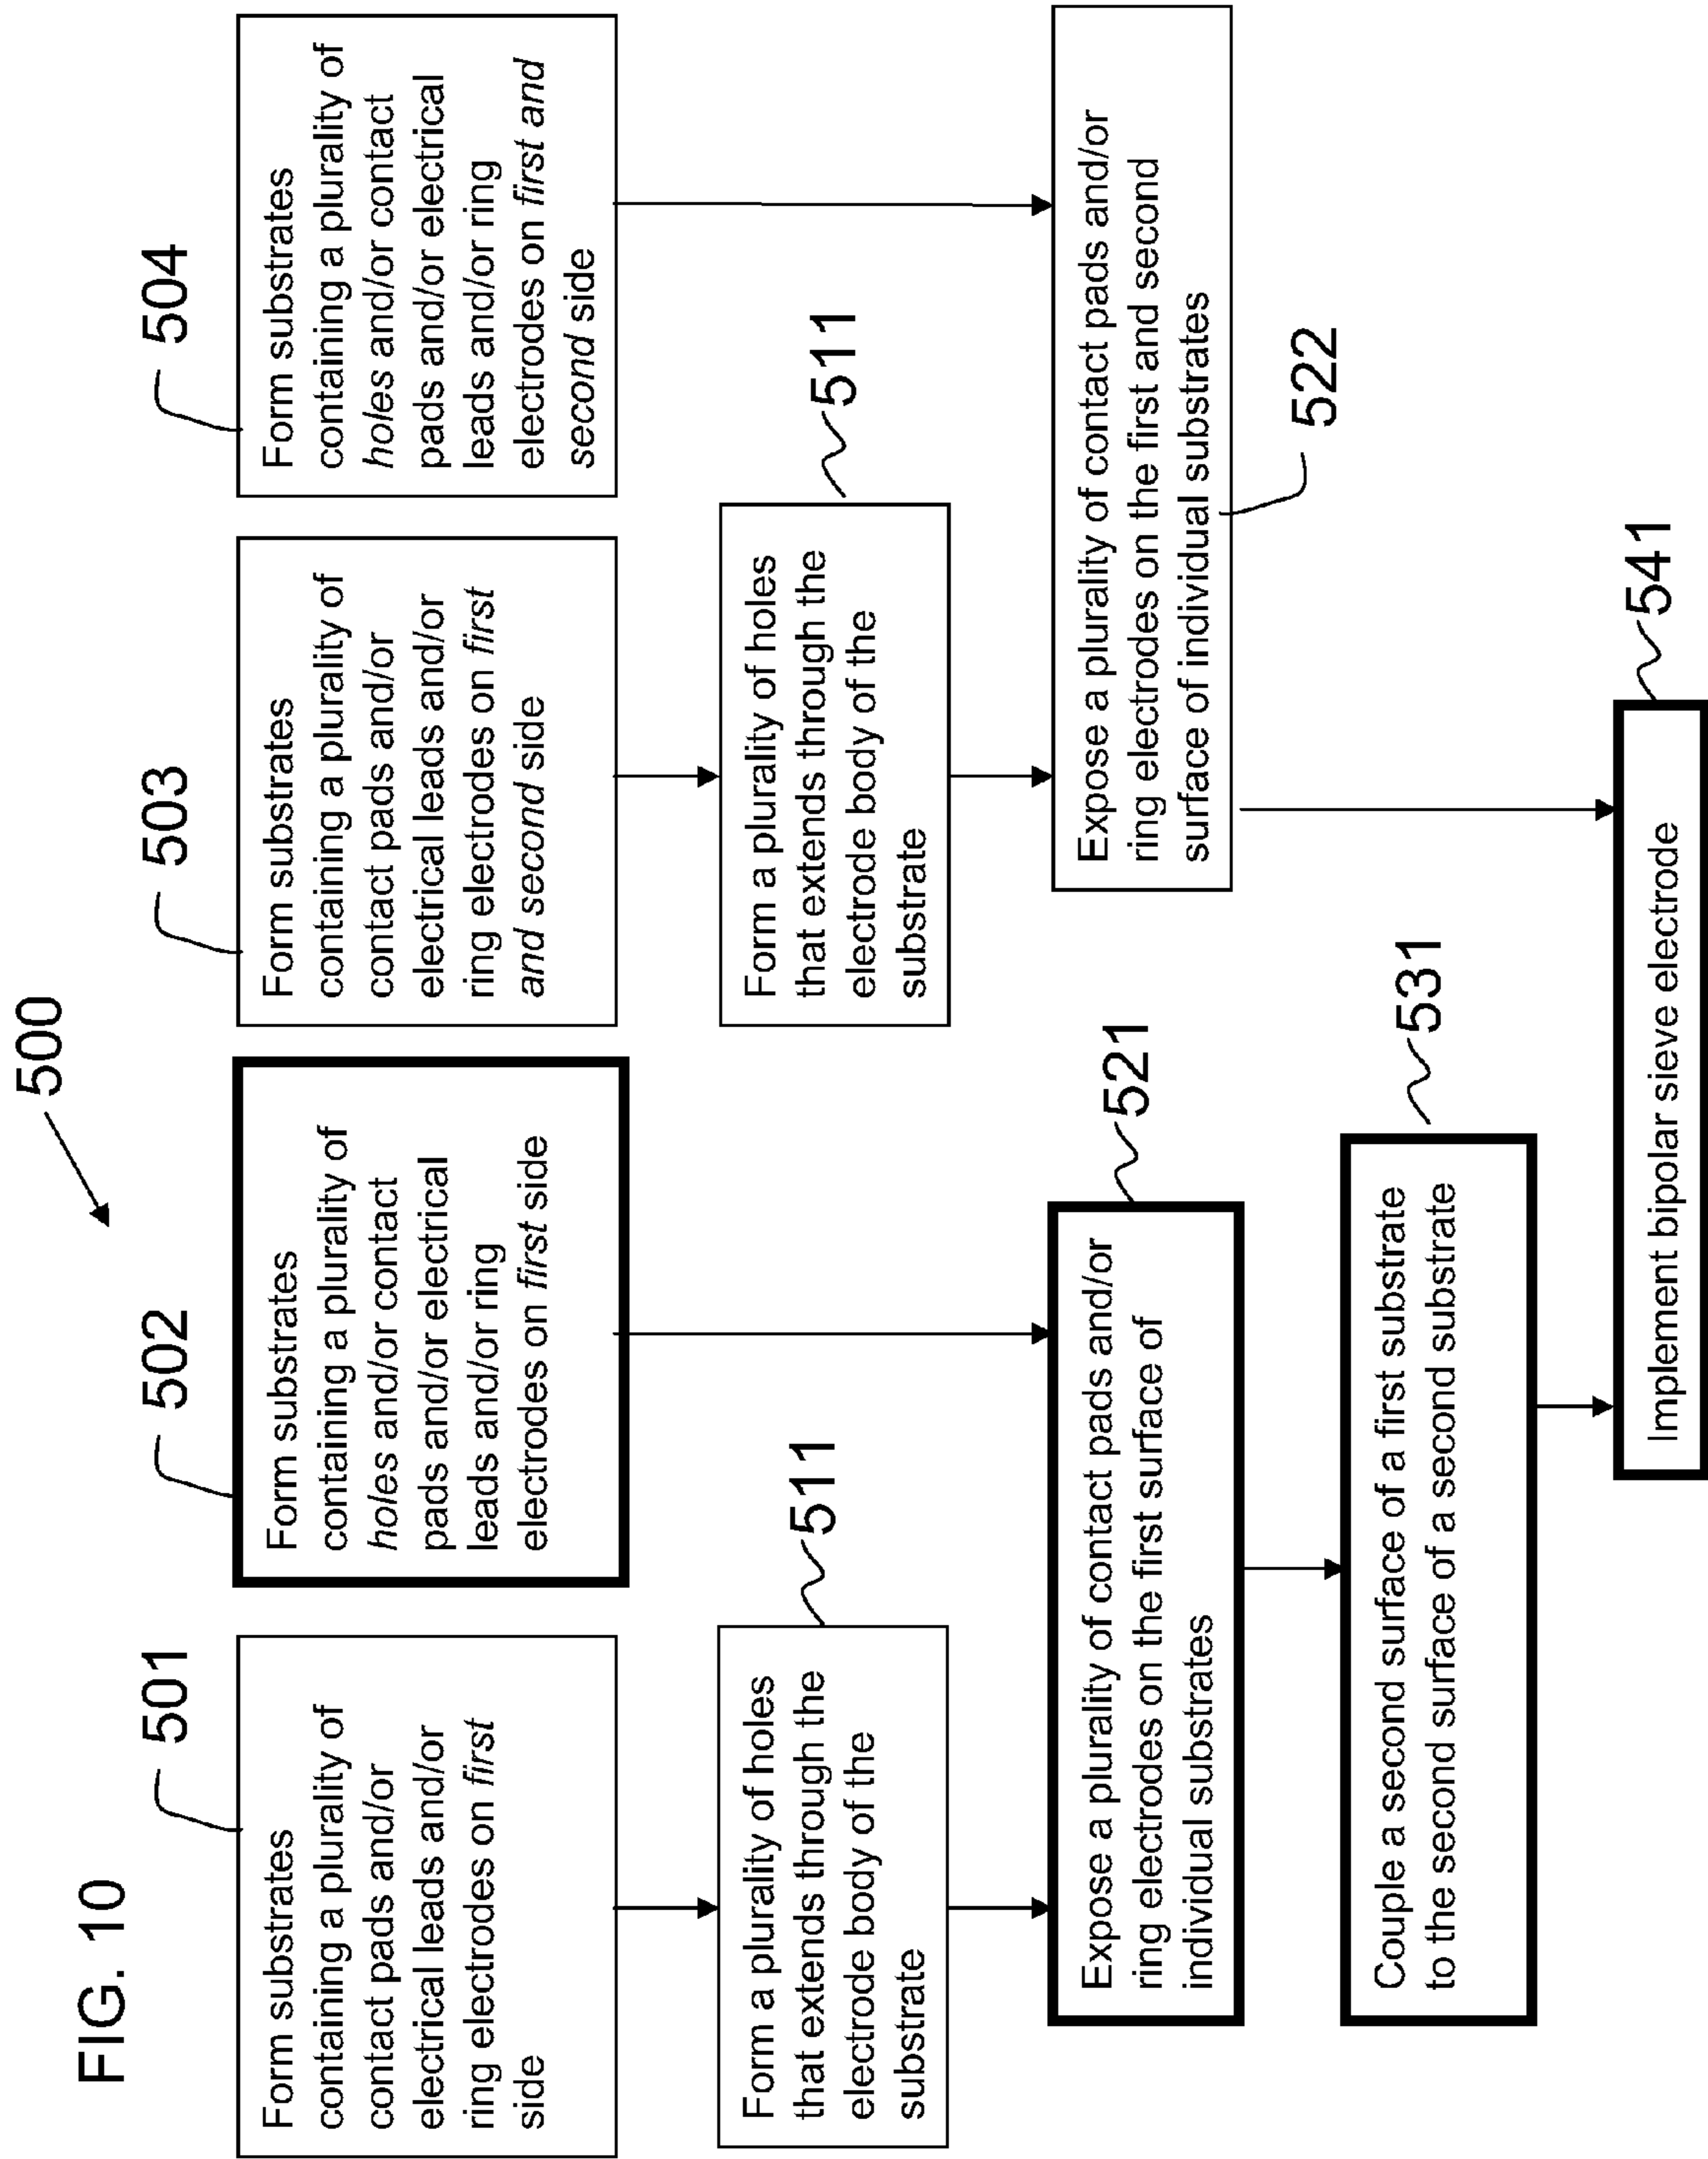 FIG. 10
500
501
Form substrates
containing a plurality of
contact pads and/or
electrical leads and/or
ring electrodes on first
side
502
Form substrates
containing a plurality of
holes and/or contact
pads and/or electrical
leads and/or ring
electrodes on first side
503
Form substrates
containing a plurality of
contact pads and/or
electrical leads and/or
ring electrodes on first
and second side
504
Form substrates
containing a plurality of
holes and/or contact
pads and/or electrical
leads and/or ring
electrodes on first and
second side
Form a plurality of holes
that extends through the
electrode body of the
substrate
511
Form a plurality of holes
that extends through the
electrode body of the
substrate
511
Expose a plurality of contact pads and/or
ring electrodes on the first surface of
individual substrates
521
Expose a plurality of contact pads and/or
ring electrodes on the first and second
surface of individual substrates
522
Couple a second surface of a first substrate
to the second surface of a second substrate
531
Implement bipolar sieve electrode
541